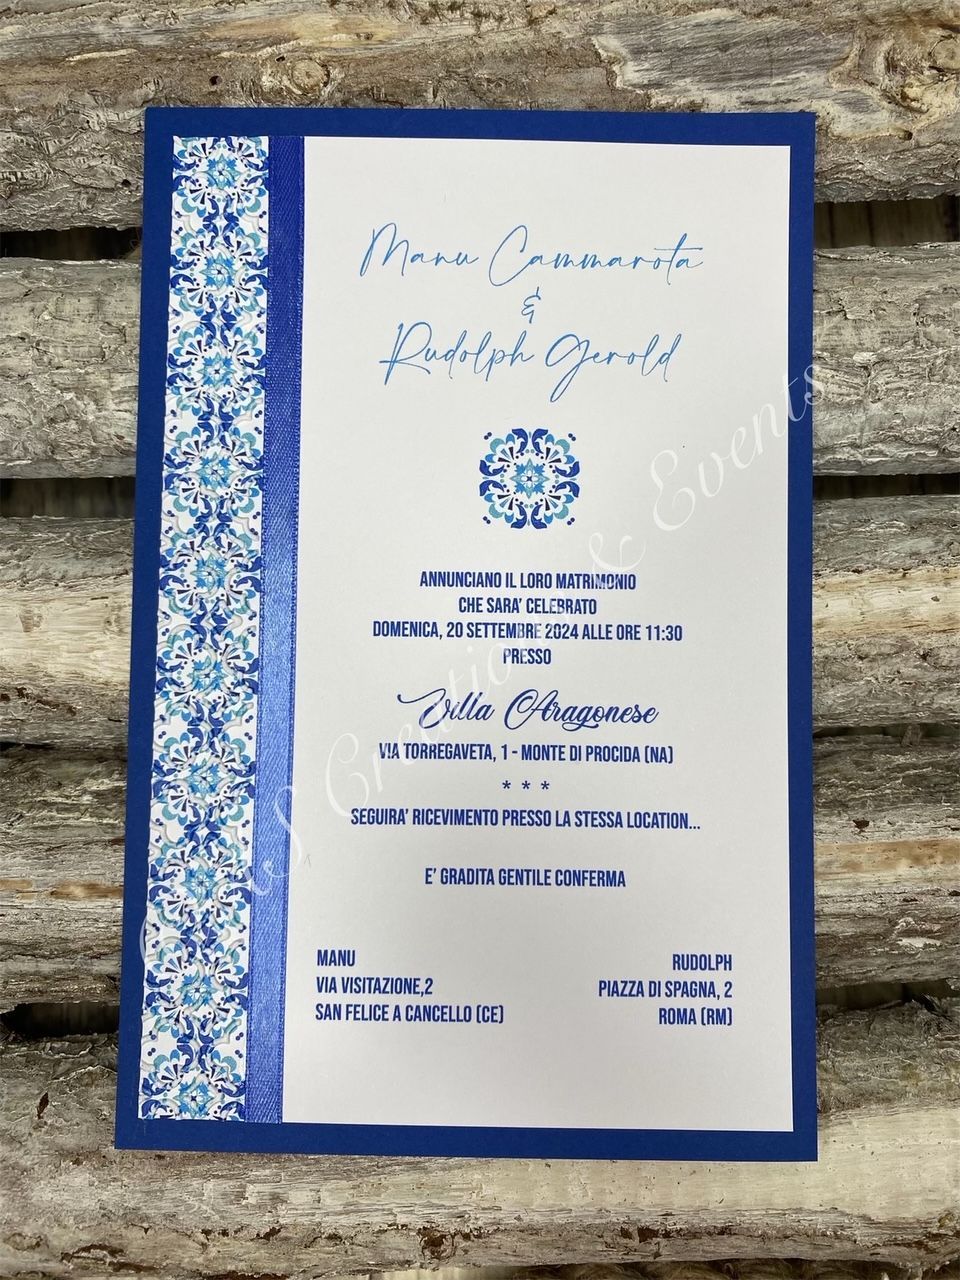 Manu Cammarota
&
Rudolph Gerold
ANNUNCIANO IL LORO MATRIMONIO
CHE SARA' CELEBRATO
DOMENICA, 20 SETTEMBRE 2024 ALLE ORE 11:30
PRESSO
Villa Aragonese
VIA TORREGAVETA, 1 - MONTE DI PROCIDA (NA)
* * *
SEGUIRA' RICEVIMENTO PRESSO LA STESSA LOCATION...
E' GRADITA GENTILE CONFERMA
MANU
VIA VISITAZIONE,2
SAN FELICE A CANCELLO (CE)
RUDOLPH
PIAZZA DI SPAGNA, 2
ROMA (RM)
Creations & Events